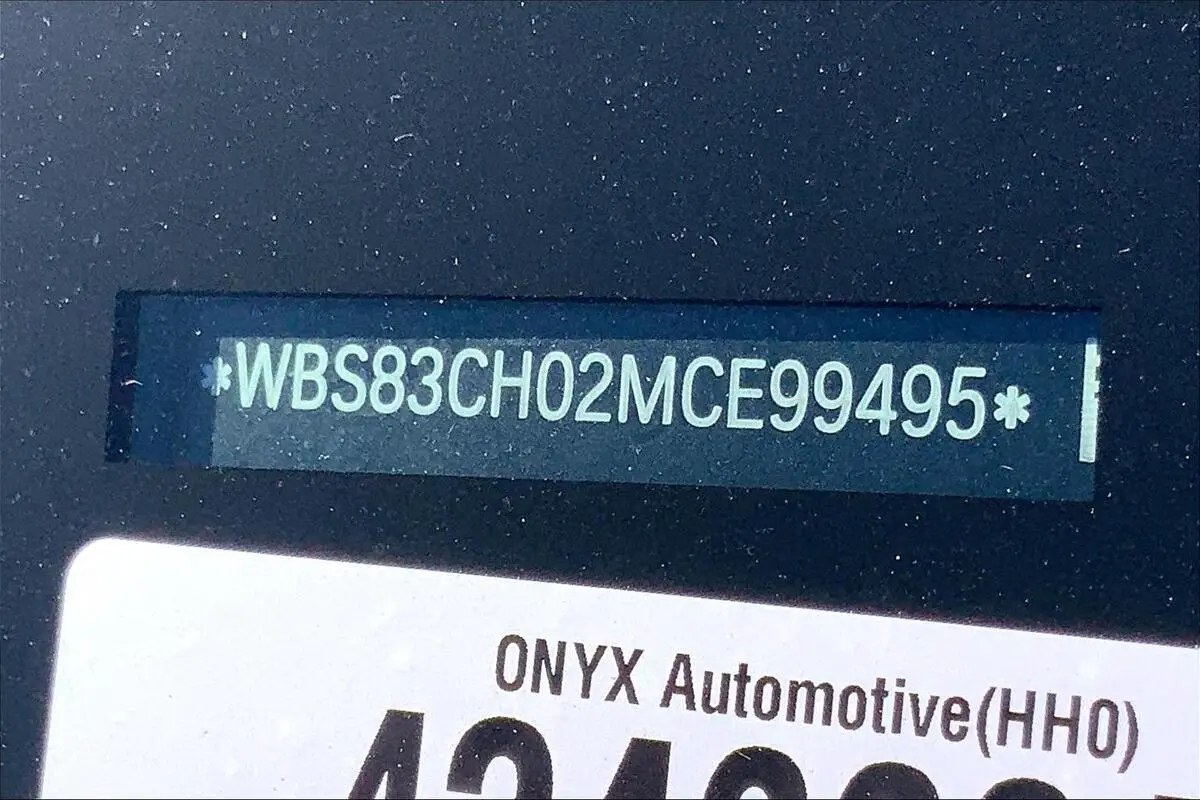 *WBS83CH02MCE99495*
ONYX Automotive(HH0)